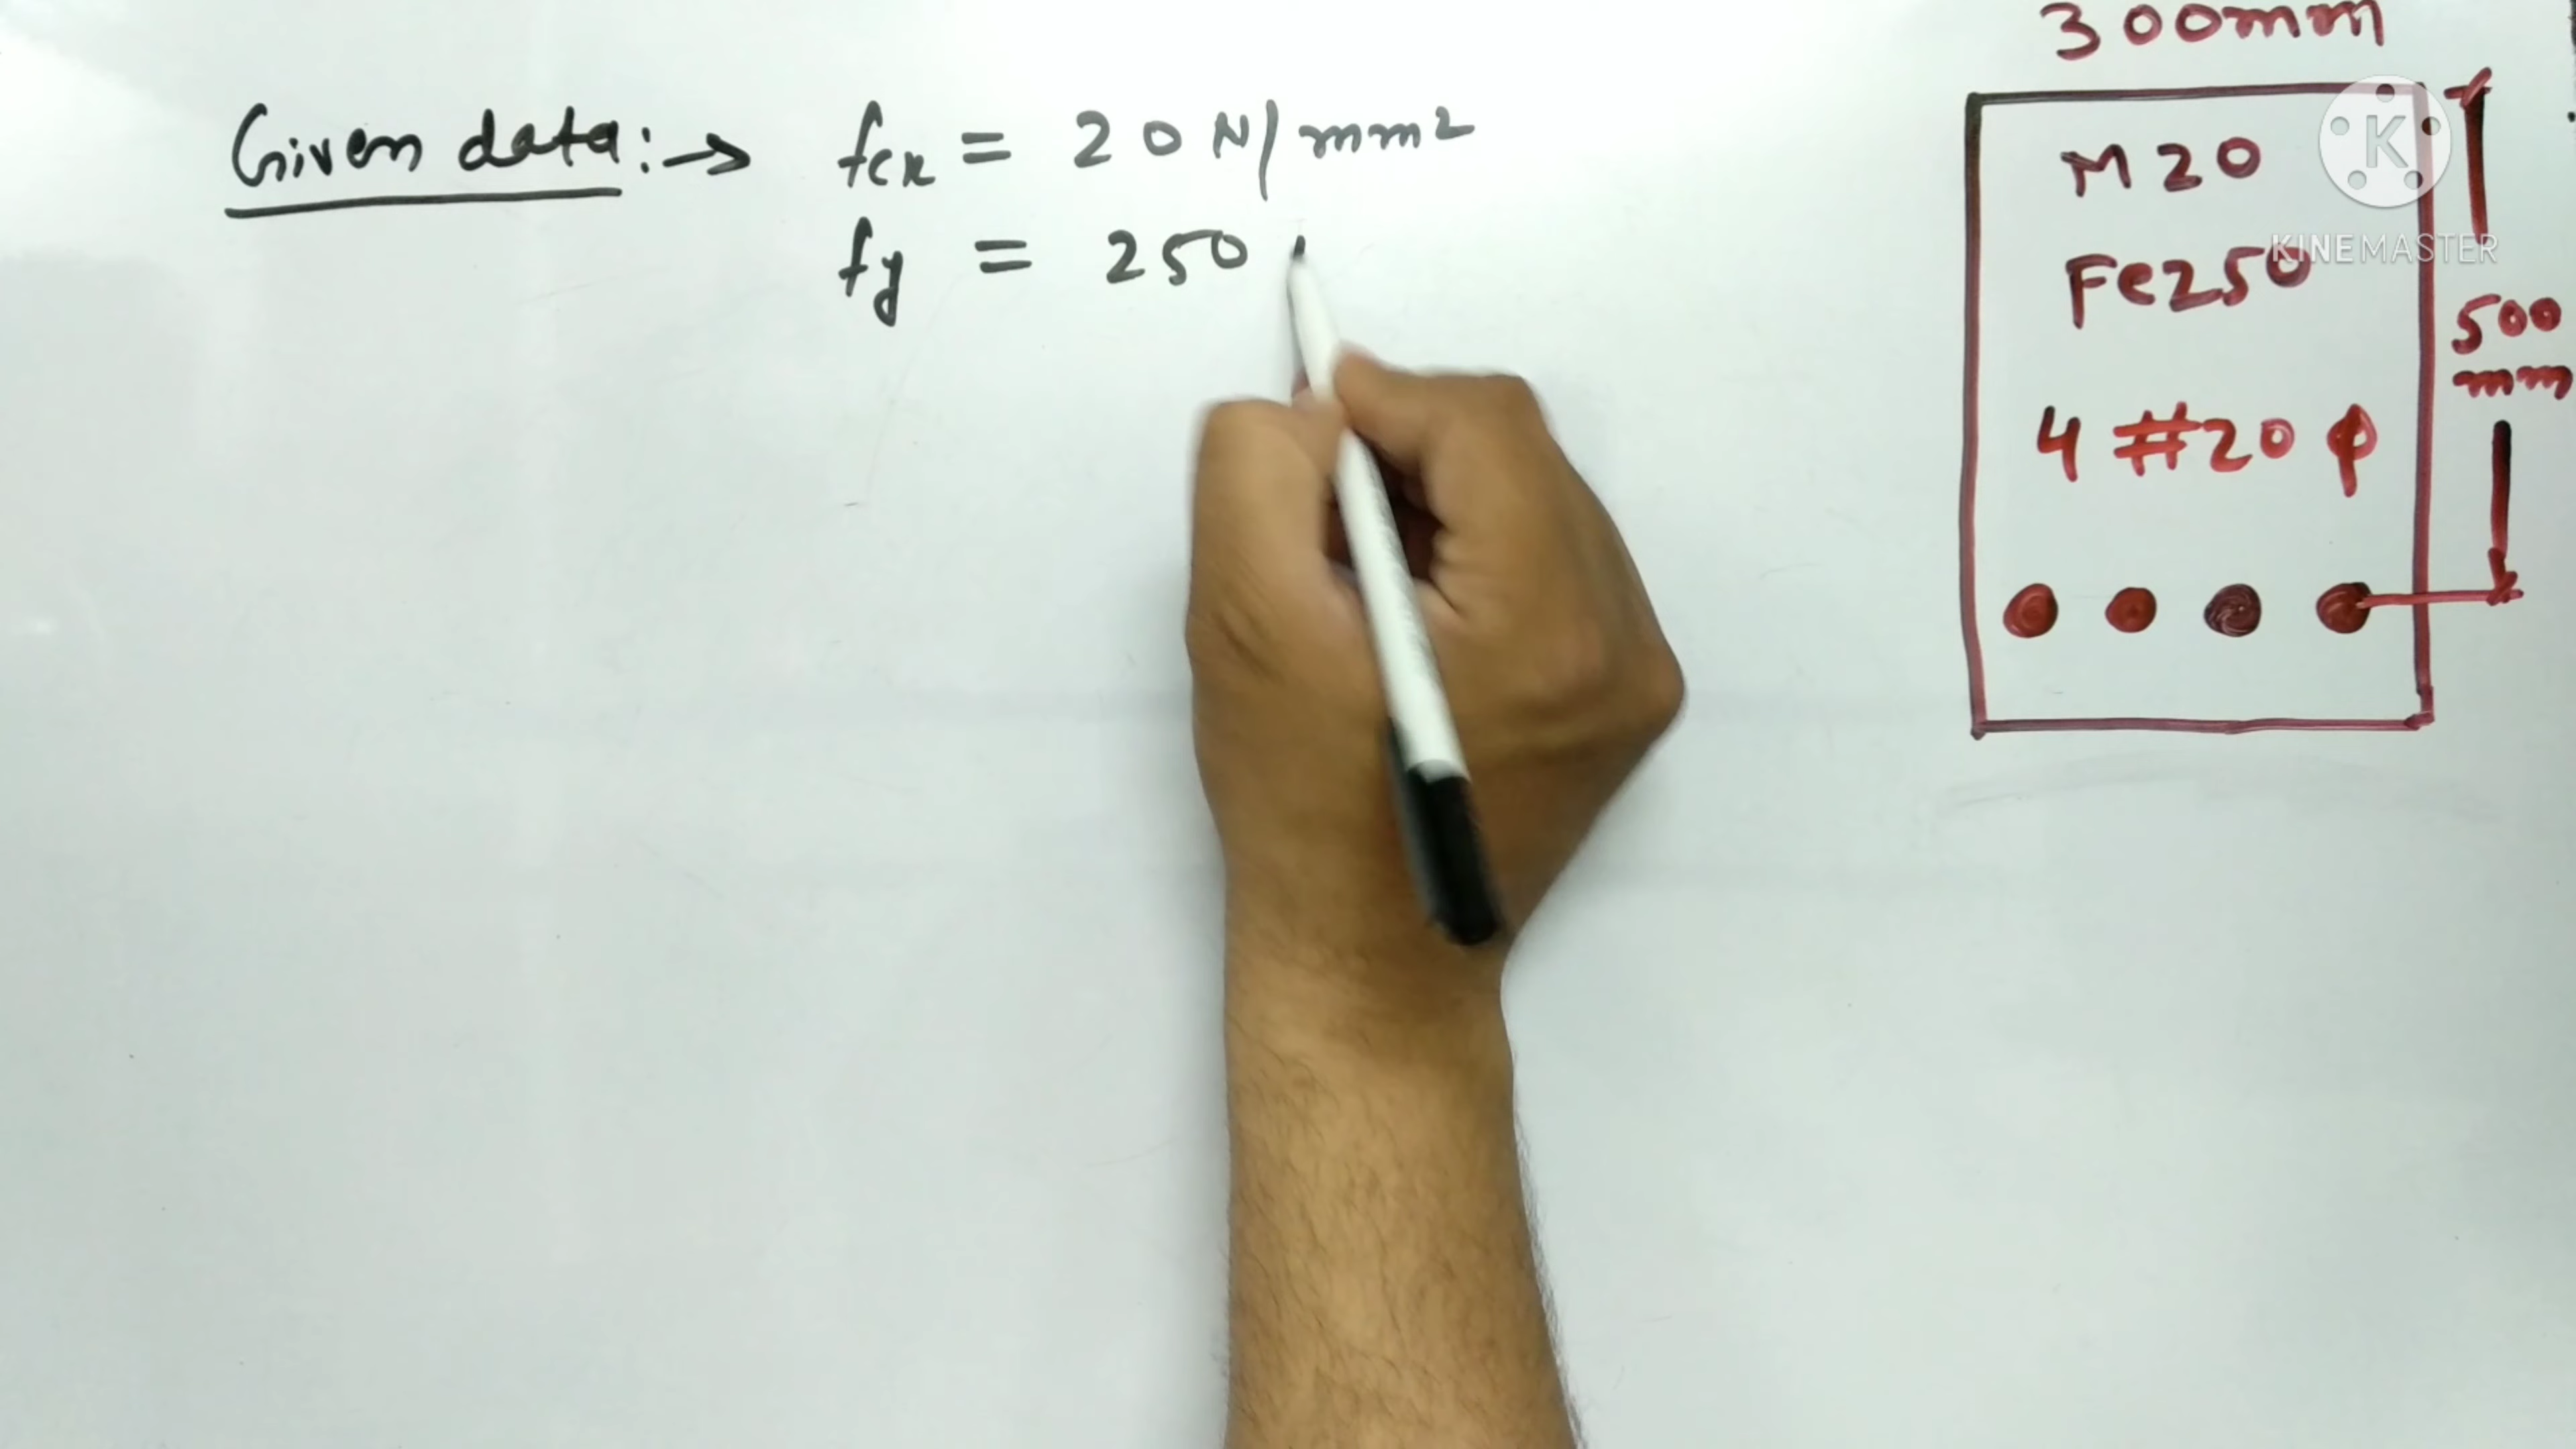 300mm
Given data:→ fck = 20 N/mm²
fy = 250
M20
Fe250
4 #20 φ
500
mm
K
KINEMASTER